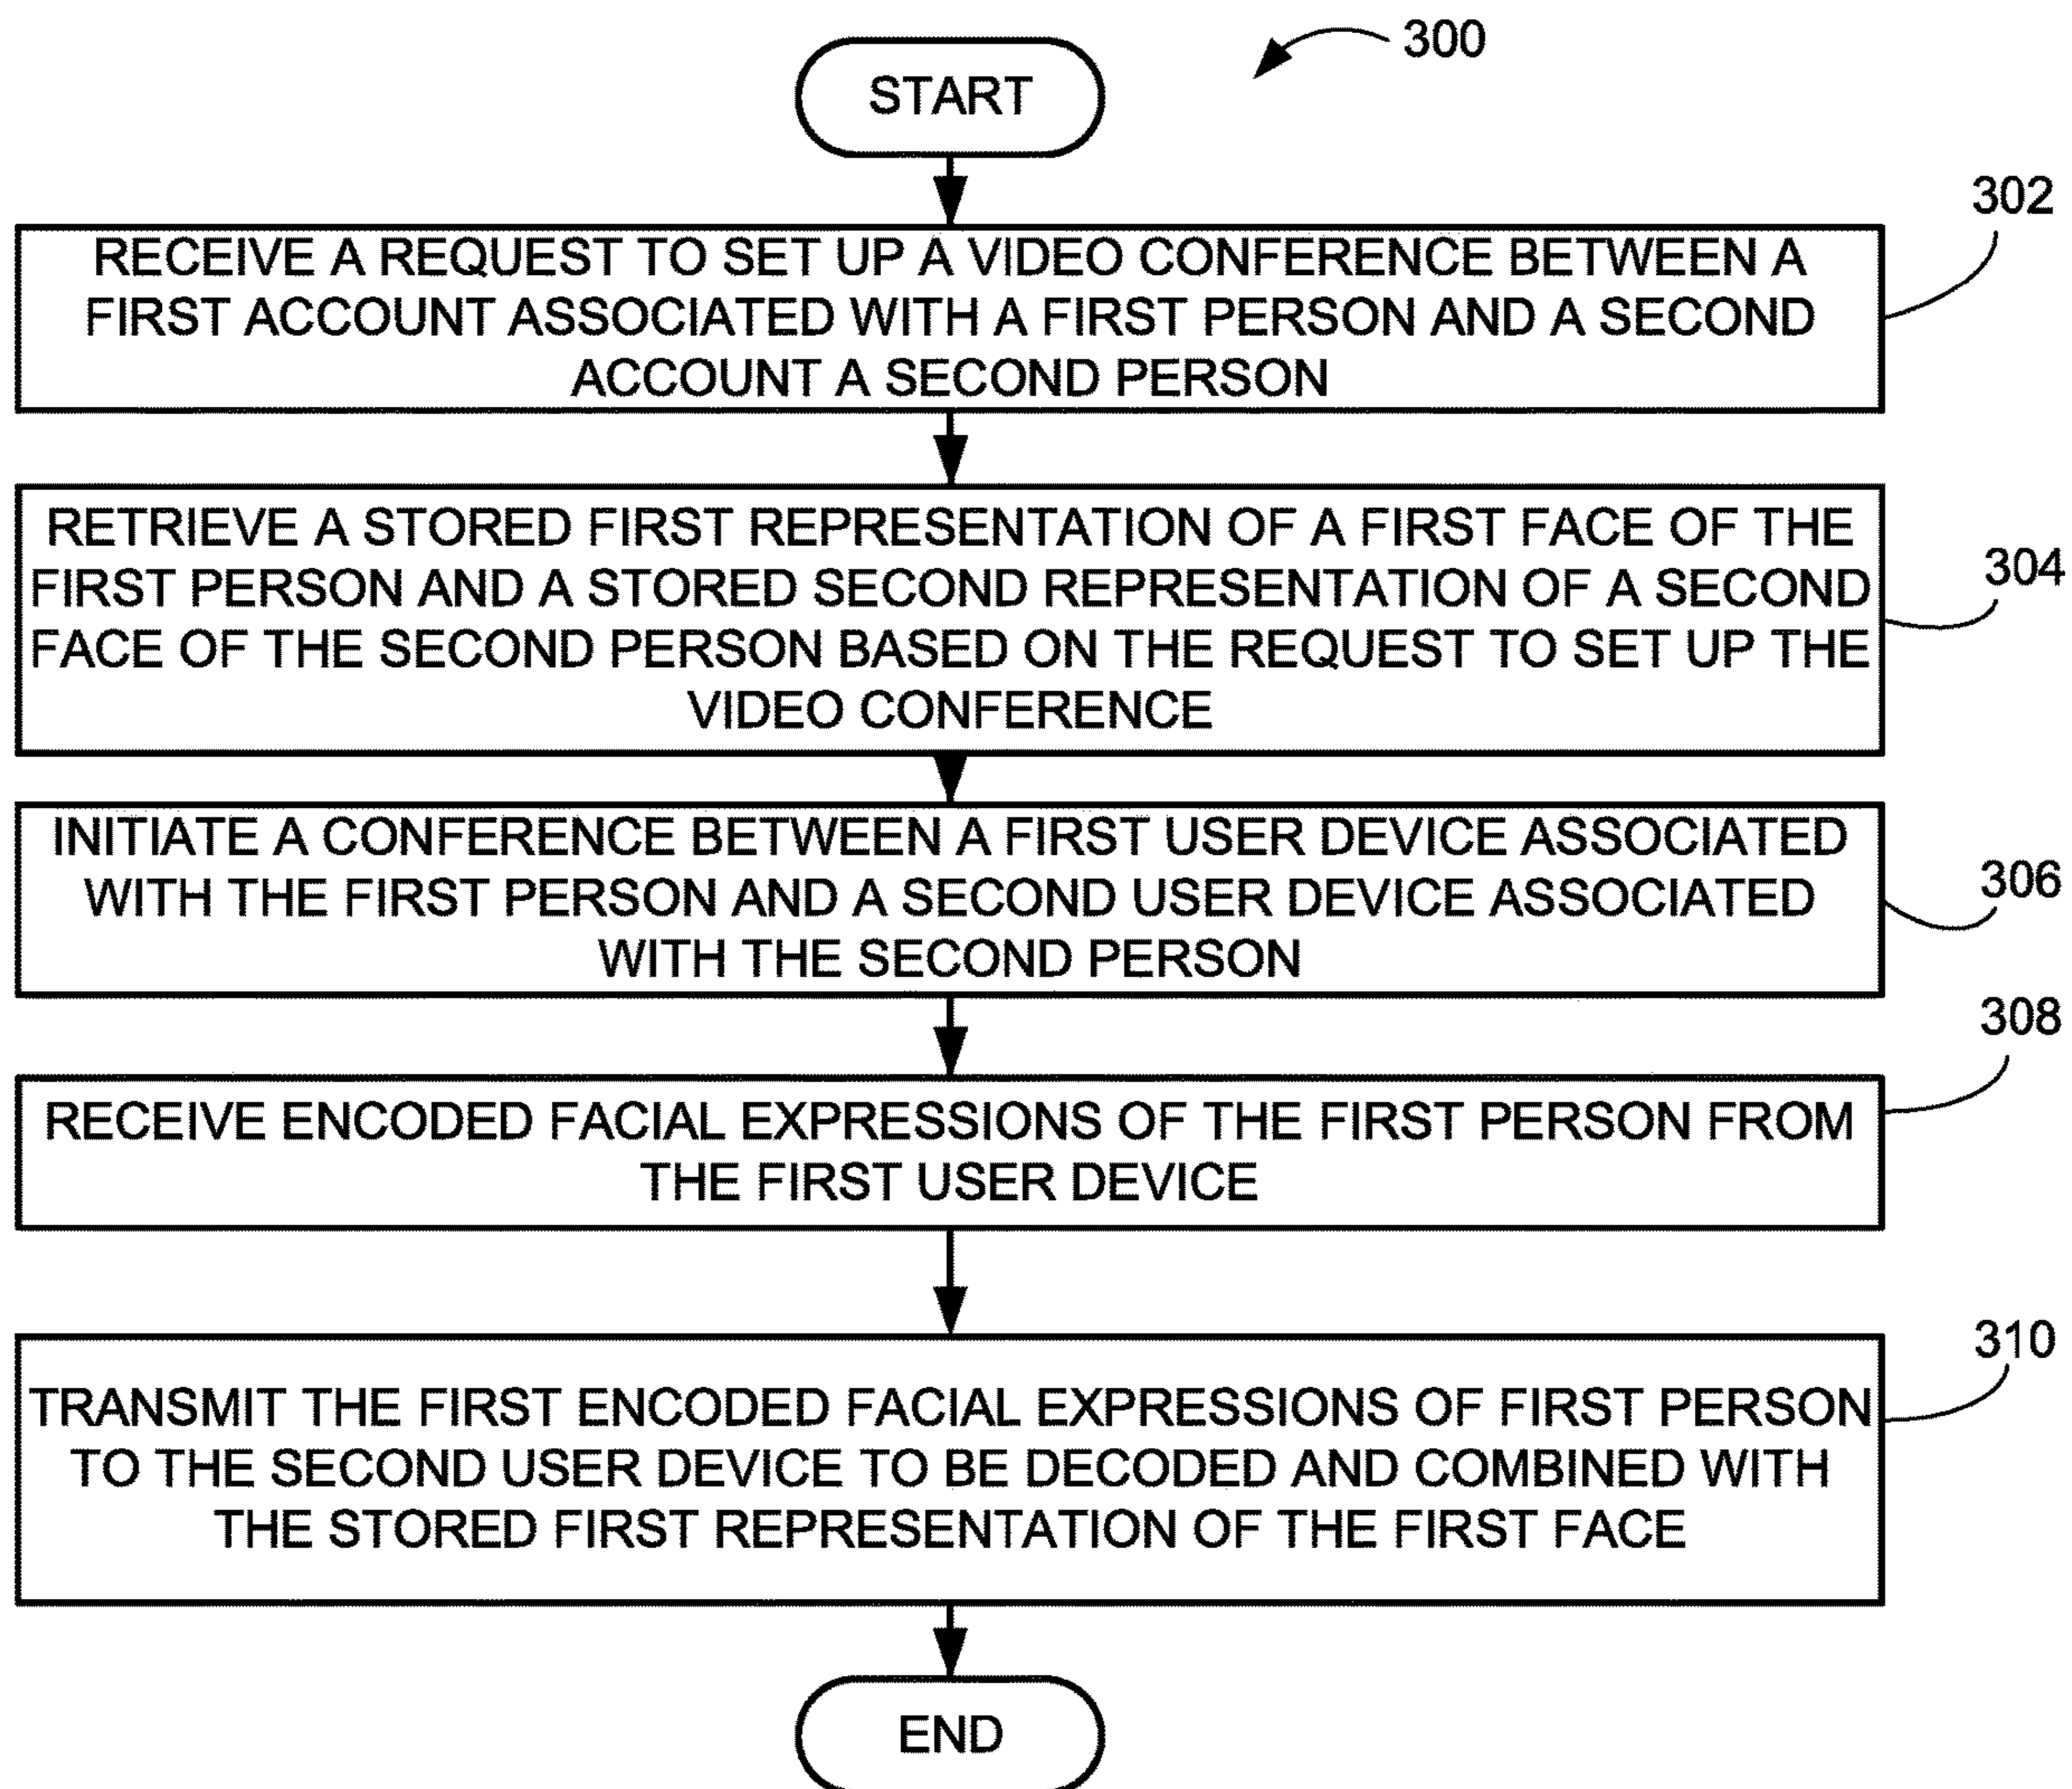 300
START
302
RECEIVE A REQUEST TO SET UP A VIDEO CONFERENCE BETWEEN A
FIRST ACCOUNT ASSOCIATED WITH A FIRST PERSON AND A SECOND
ACCOUNT A SECOND PERSON
304
RETRIEVE A STORED FIRST REPRESENTATION OF A FIRST FACE OF THE
FIRST PERSON AND A STORED SECOND REPRESENTATION OF A SECOND
FACE OF THE SECOND PERSON BASED ON THE REQUEST TO SET UP THE
VIDEO CONFERENCE
306
INITIATE A CONFERENCE BETWEEN A FIRST USER DEVICE ASSOCIATED
WITH THE FIRST PERSON AND A SECOND USER DEVICE ASSOCIATED
WITH THE SECOND PERSON
308
RECEIVE ENCODED FACIAL EXPRESSIONS OF THE FIRST PERSON FROM
THE FIRST USER DEVICE
310
TRANSMIT THE FIRST ENCODED FACIAL EXPRESSIONS OF FIRST PERSON
TO THE SECOND USER DEVICE TO BE DECODED AND COMBINED WITH
THE STORED FIRST REPRESENTATION OF THE FIRST FACE
END